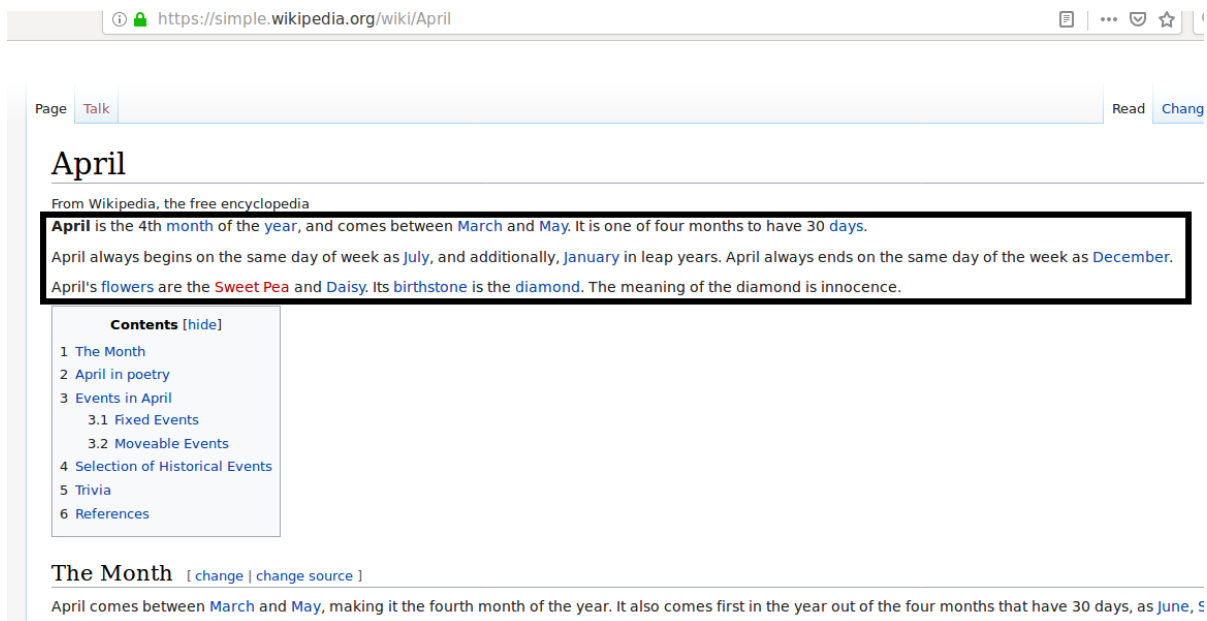 https://simple.wikipedia.org/wiki/April
Page Talk Read Chang
April
From Wikipedia, the free encyclopedia
April is the 4th month of the year, and comes between March and May. It is one of four months to have 30 days.
April always begins on the same day of week as July, and additionally, January in leap years. April always ends on the same day of the week as December.
April's flowers are the Sweet Pea and Daisy. Its birthstone is the diamond. The meaning of the diamond is innocence.
Contents [hide]
1 The Month
2 April in poetry
3 Events in April
3.1 Fixed Events
3.2 Moveable Events
4 Selection of Historical Events
5 Trivia
6 References
The Month [ change | change source ]
April comes between March and May, making it the fourth month of the year. It also comes first in the year out of the four months that have 30 days, as June, S